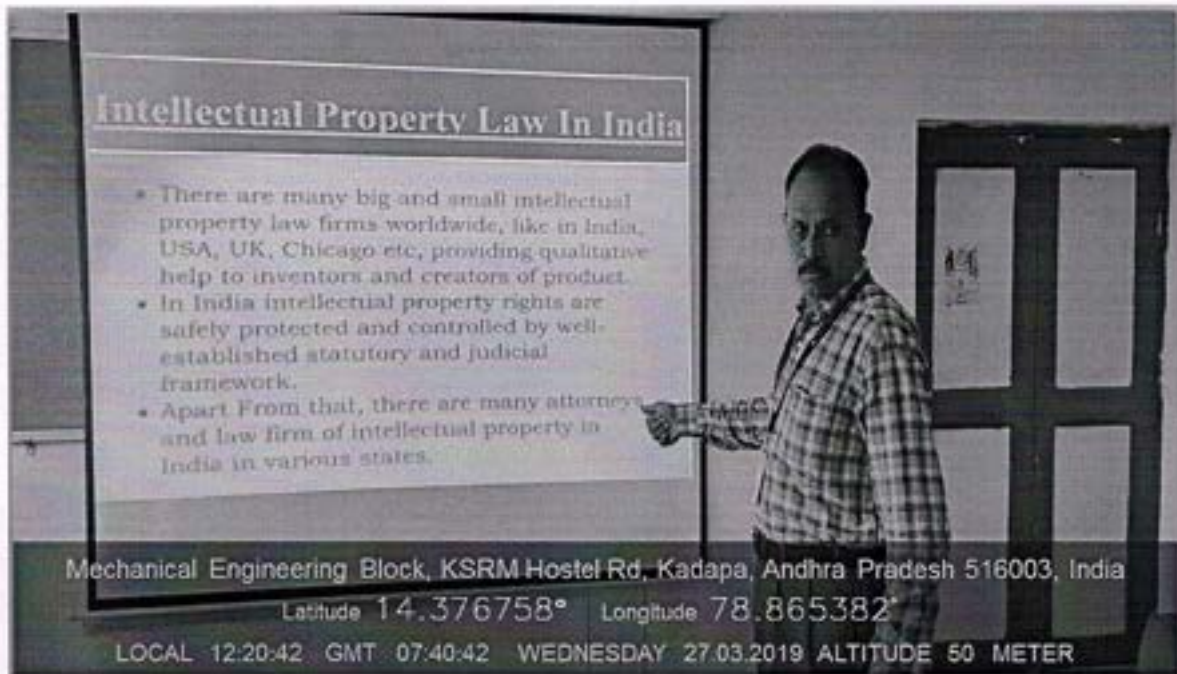 Intellectual Property Law In India
• There are many big and small intellectual
property law firms worldwide, like in India,
USA, UK, Chicago etc, providing qualitative
help to inventors and creators of product.
• In India intellectual property rights are
safely protected and controlled by well-
established statutory and judicial
framework.
• Apart From that, there are many attorneys
and law firm of intellectual property in
India in various states.
Mechanical Engineering Block, KSRM Hostel Rd, Kadapa, Andhra Pradesh 516003, India
Latitude 14.376758° Longitude 78.865382°
LOCAL 12:20:42 GMT 07:40:42 WEDNESDAY 27.03.2019 ALTITUDE 50 METER